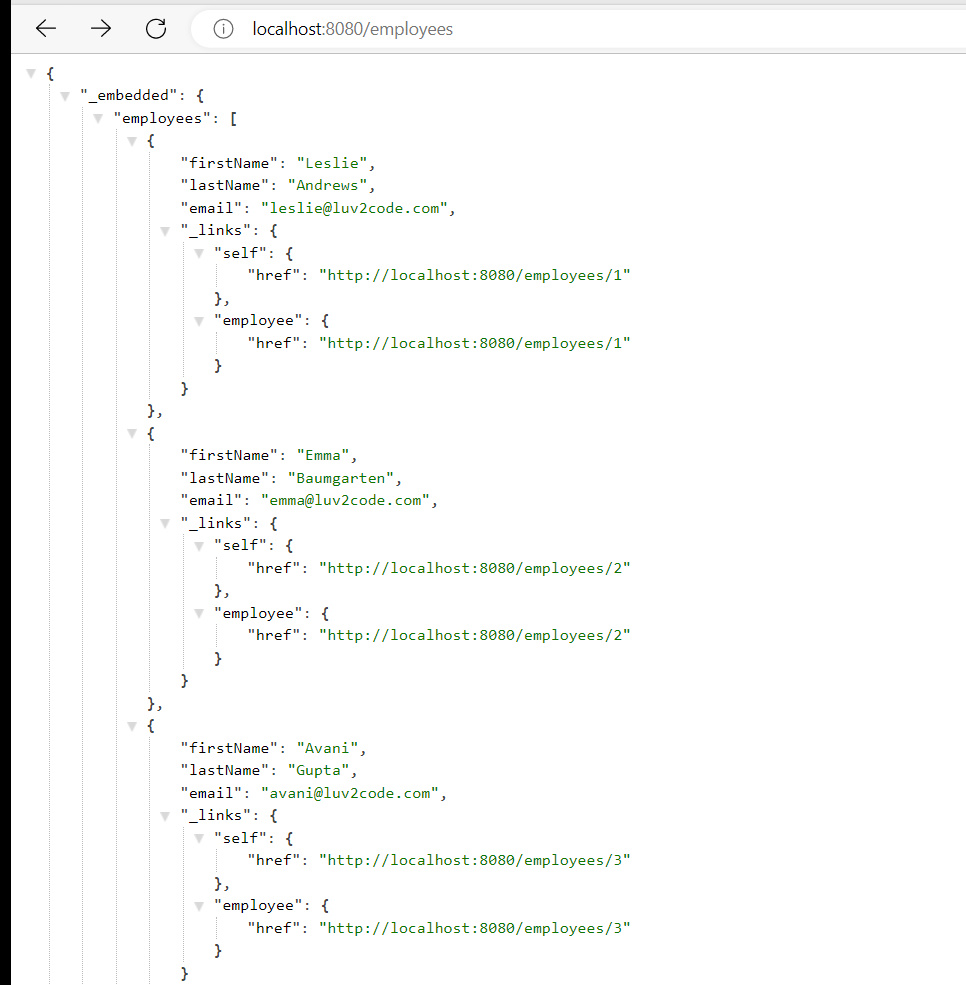 localhost:8080/employees
{
"_embedded": {
"employees": [
{
"firstName": "Leslie",
"lastName": "Andrews",
"email": "leslie@luv2code.com",
"_links": {
"self": {
"href": "http://localhost:8080/employees/1"
},
"employee": {
"href": "http://localhost:8080/employees/1"
}
}
},
{
"firstName": "Emma",
"lastName": "Baumgarten",
"email": "emma@luv2code.com",
"_links": {
"self": {
"href": "http://localhost:8080/employees/2"
},
"employee": {
"href": "http://localhost:8080/employees/2"
}
}
},
{
"firstName": "Avani",
"lastName": "Gupta",
"email": "avani@luv2code.com",
"_links": {
"self": {
"href": "http://localhost:8080/employees/3"
},
"employee": {
"href": "http://localhost:8080/employees/3"
}
}